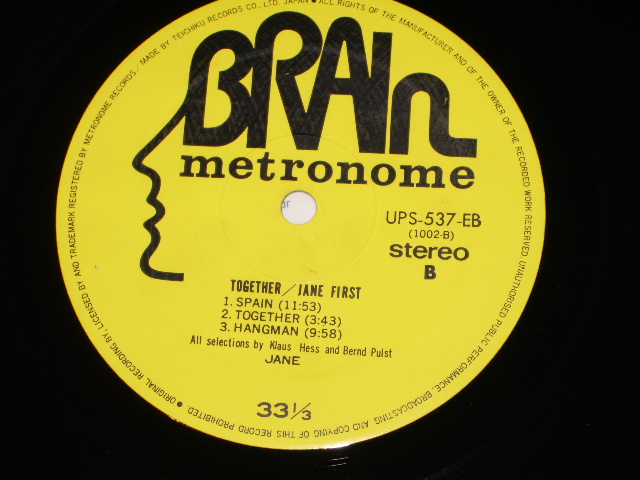 BRAIN
metronome
UPS-537-EB
(1002-B)
stereo
B
TOGETHER/JANE FIRST
1. SPAIN (11:53)
2. TOGETHER (3:43)
3. HANGMAN (9:58)
All selections by Klaus Hess and Bernd Pulst
JANE
33 1/3
ORIGINAL RECORDING BY, LICENSED BY AND TRADEMARK REGISTERED BY METRONOME RECORDS / MADE BY TEICHIKU RECORDS CO., LTD. JAPAN ● ALL RIGHTS OF THE MANUFACTURER AND OF THE OWNER OF THE RECORDED WORK RESERVED UNAUTHORISED PUBLIC PERFORMANCE, BROADCASTING AND COPYING OF THIS RECORD PROHIBITED. ●